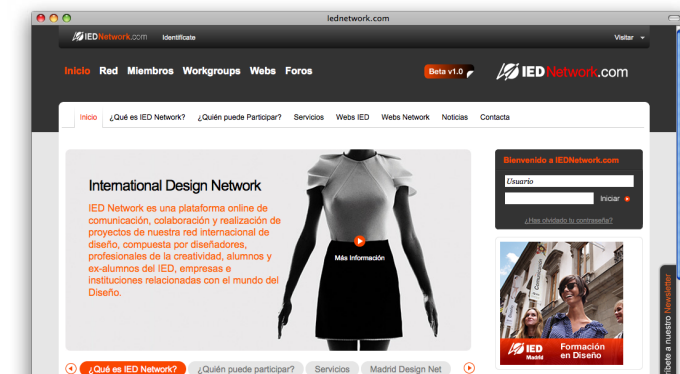 Iednetwork.com
IEDNetwork.com Identifícate Visitar
Inicio Red Miembros Workgroups Webs Foros
Beta v1.0
IEDNetwork.com
Inicio ¿Qué es IED Network? ¿Quién puede Participar? Servicios Webs IED Webs Network Noticias Contacta
International Design Network
IED Network es una plataforma online de
comunicación, colaboración y realización de
proyectos de nuestra red internacional de
diseño, compuesta por diseñadores,
profesionales de la creatividad, alumnos y
ex-alumnos del IED, empresas e
instituciones relacionadas con el mundo del
Diseño.
Más Información
Bienvenido a IEDNetwork.com
Usuario
Iniciar
¿Has olvidado tu contraseña?
IED
Madrid
Formación
en Diseño
ríbete a nuestro Newsletter
¿Qué es IED Network? ¿Quién puede participar? Servicios Madrid Design Net